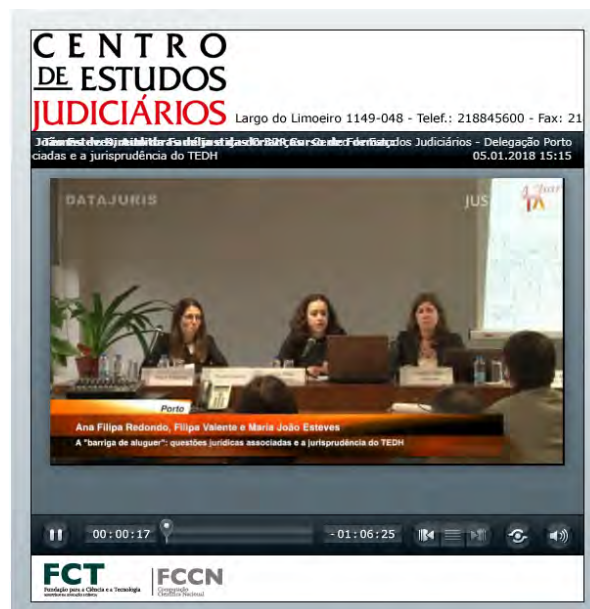 CENTRO
DE ESTUDOS
JUDICIÁRIOS
Largo do Limoeiro 1149-048 - Telef.: 218845600 - Fax: 21
dos Judiciários - Delegação Porto
ciadas e a jurisprudência do TEDH
05.01.2018 15:15
DATAJURIS
JUS
Porto
Ana Filipa Redondo, Filipa Valente e Maria João Esteves
A "barriga de aluguer": questões jurídicas associadas e a jurisprudência do TEDH
00:00:17
-01:06:25
FCT
Fundação para a Ciência e a Tecnologia
FCCN
Computação
Científica Nacional